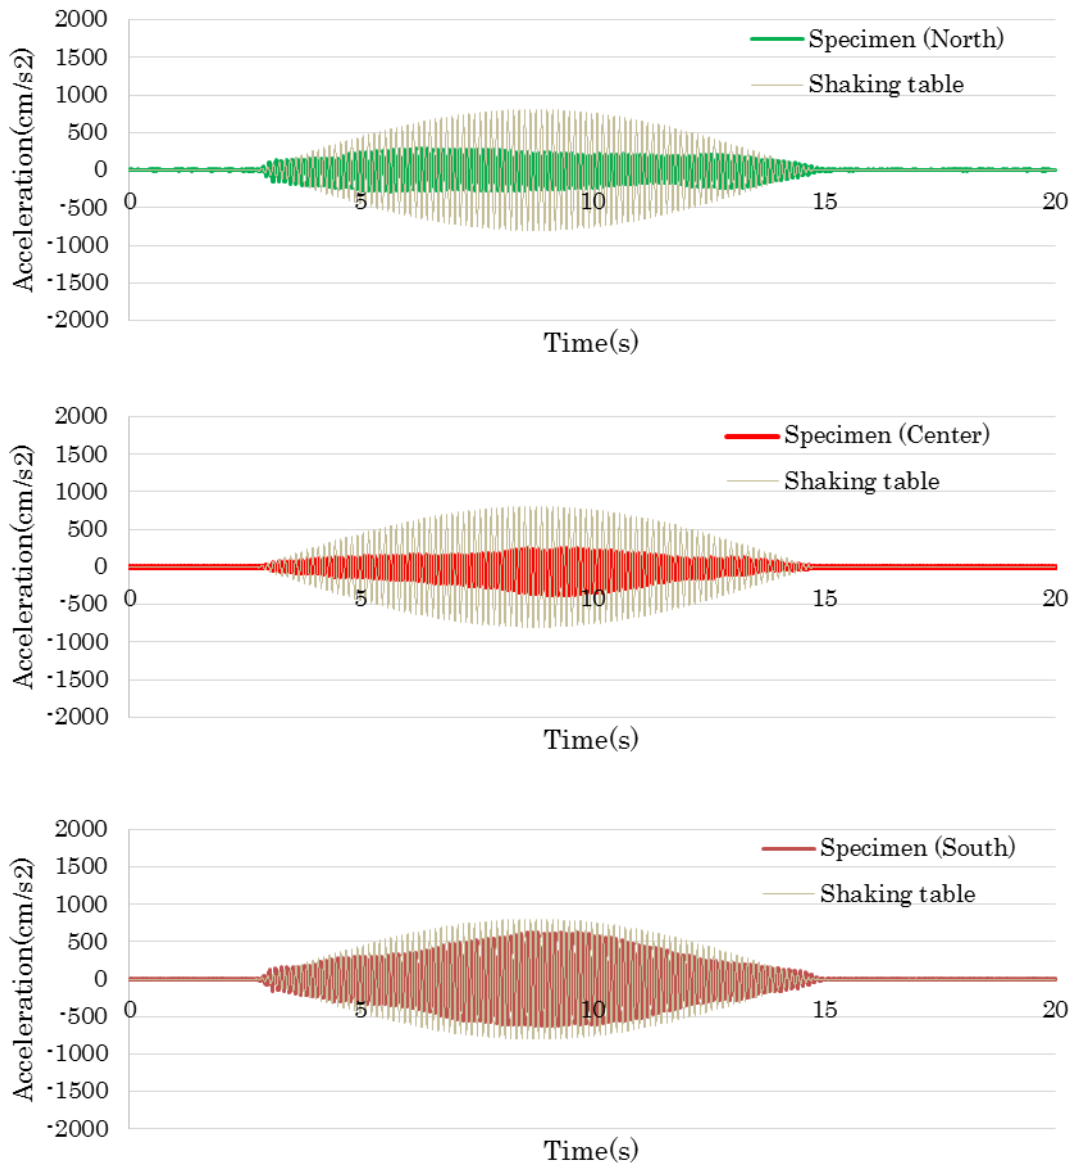 2000
1500
1000
500
0
-500
-1000
-1500
-2000
Acceleration(cm/s2)
Specimen (North)
Shaking table
0 5 10 15 20
Time(s)
2000
1500
1000
500
0
-500
-1000
-1500
-2000
Acceleration(cm/s2)
Specimen (Center)
Shaking table
0 5 10 15 20
Time(s)
2000
1500
1000
500
0
-500
-1000
-1500
-2000
Acceleration(cm/s2)
Specimen (South)
Shaking table
0 5 10 15 20
Time(s)